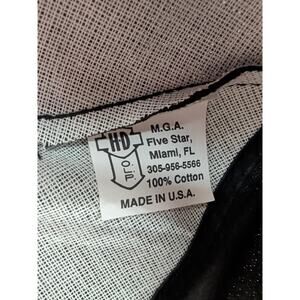 H-D
M.G.A.
Five Star,
Miami, FL
305-956-5566
100% Cotton
MADE IN U.S.A.